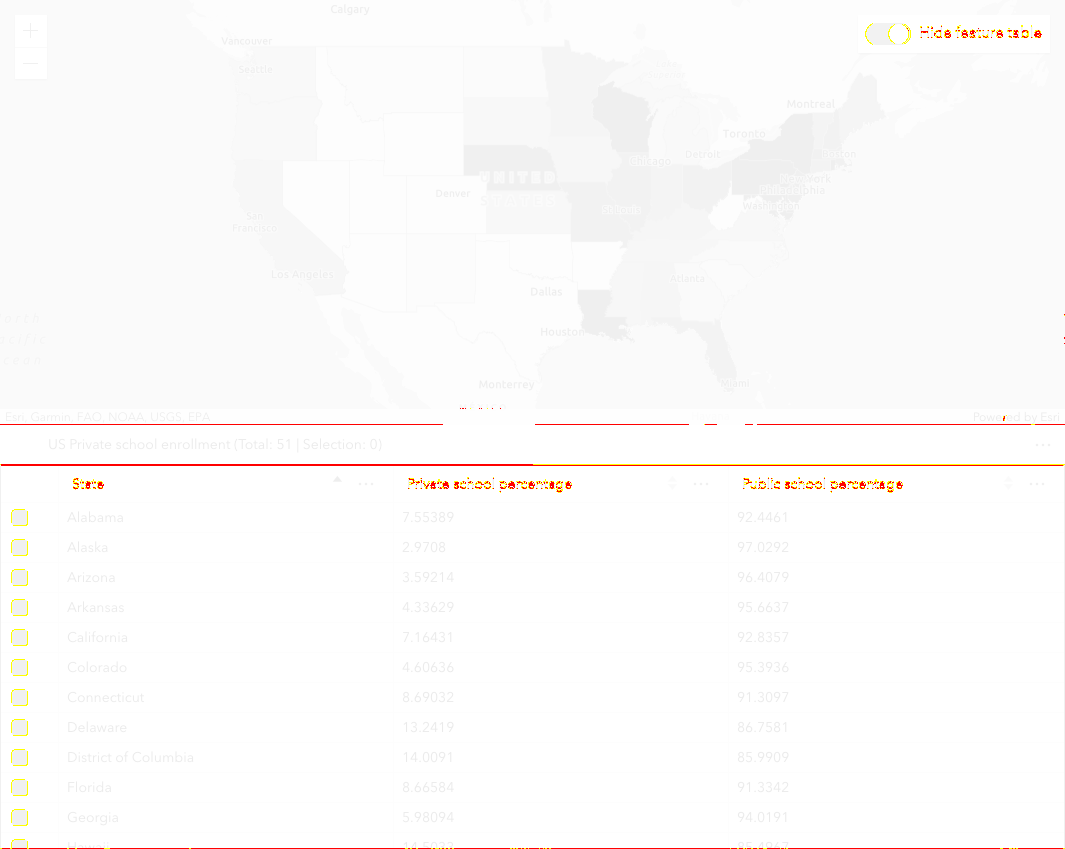 Calgary
+
Vancouver
Hide feature table
Seattle
Montreal
Toronto
Boston
Chicago Detroit
New York
UNITED
Philadelphia
Denver
STATES
Washington
St Louis
San
Francisco
Los Angeles
Atlanta
Dallas
Houston
Miami
Monterrey
Esri, Garmin, FAO, NOAA, USGS, EPA
Powered by Esri
US Private school enrollment (Total: 51 | Selection: 0)
State Private school percentage Public school percentage
Alabama 7.55389 92.4461
Alaska 2.9708 97.0292
Arizona 3.59214 96.4079
Arkansas 4.33629 95.6637
California 7.16431 92.8357
Colorado 4.60636 95.3936
Connecticut 8.69032 91.3097
Delaware 13.2419 86.7581
District of Columbia 14.0091 85.9909
Florida 8.66584 91.3342
Georgia 5.98094 94.0191